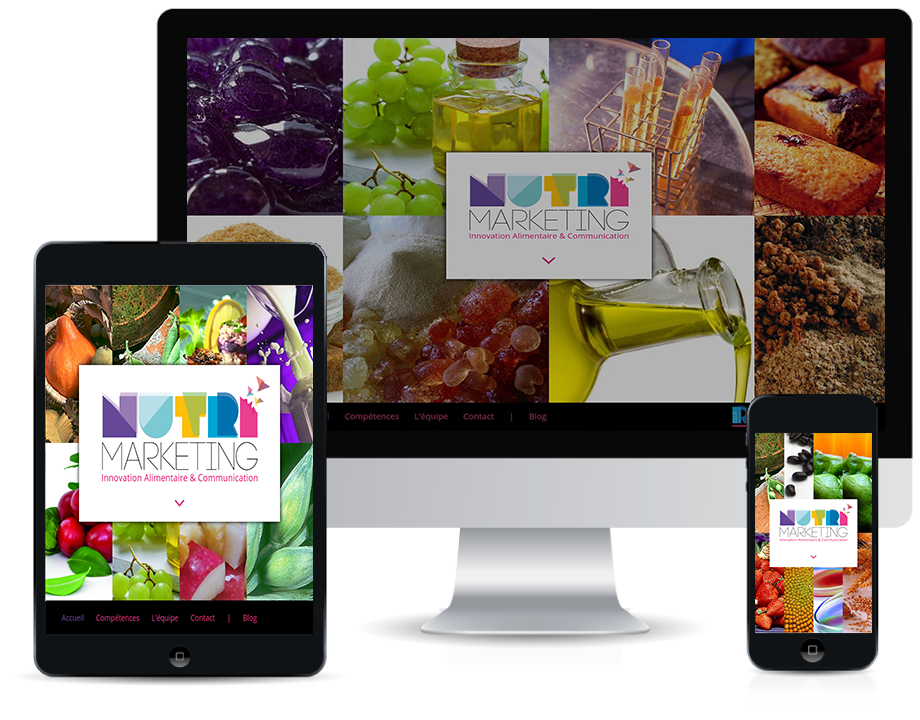 NUTRI
MARKETING
Innovation Alimentaire & Communication
Compétences L'équipe Contact | Blog
NUTRI
MARKETING
Innovation Alimentaire & Communication
Accueil Compétences L'équipe Contact | Blog
NUTRI
MARKETING
Innovation Alimentaire & Communication